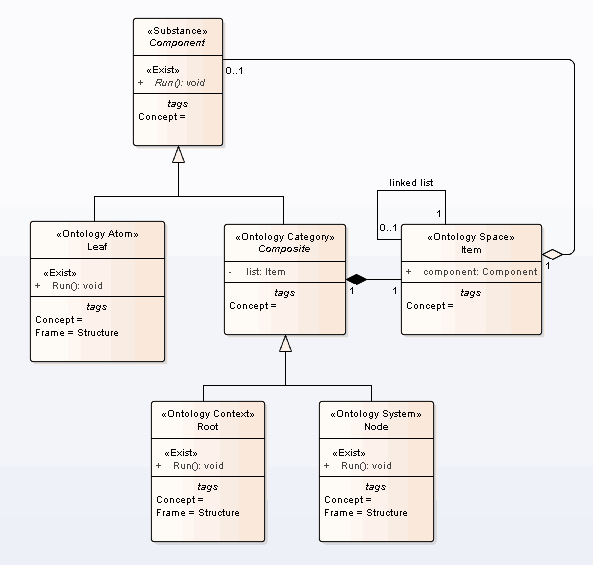 «Substance»
Component
«Exist»
+ Run(): void
tags
Concept =
0..1
linked list
1
0..1
«Ontology Atom»
Leaf
«Exist»
+ Run(): void
tags
Concept =
Frame = Structure
«Ontology Category»
Composite
- list: Item
tags
Concept =
1
1
«Ontology Space»
Item
+ component: Component
tags
Concept =
1
«Ontology Context»
Root
«Exist»
+ Run(): void
tags
Concept =
Frame = Structure
«Ontology System»
Node
«Exist»
+ Run(): void
tags
Concept =
Frame = Structure